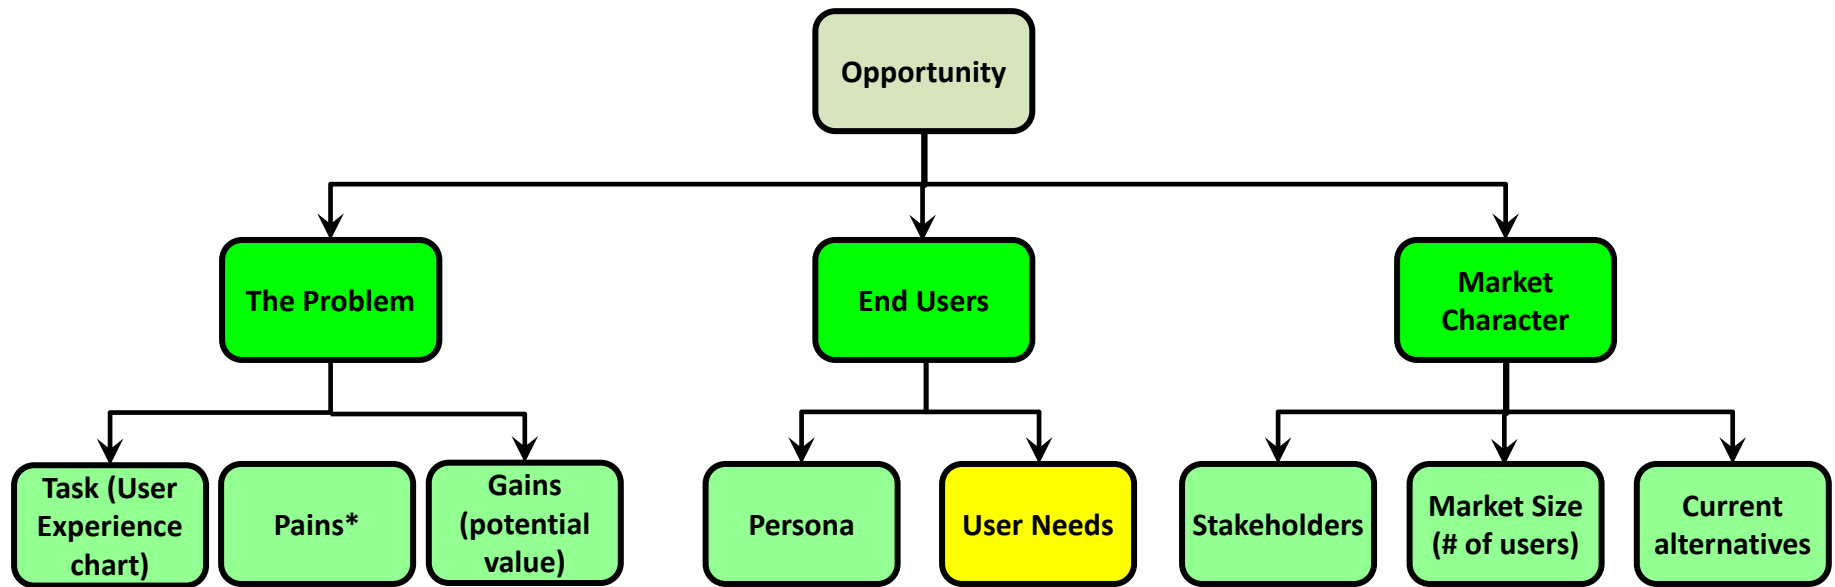 Opportunity
The Problem
End Users
Market
Character
Task (User
Experience
chart)
Pains*
Gains
(potential
value)
Persona
User Needs
Stakeholders
Market Size
(# of users)
Current
alternatives